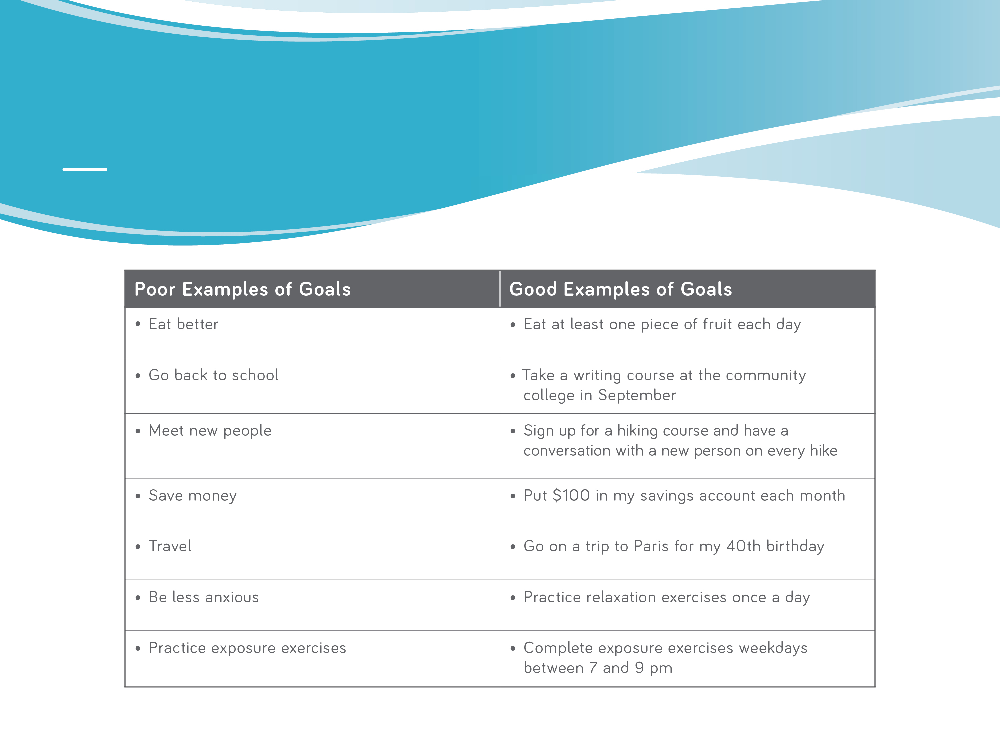 Poor Examples of Goals
Good Examples of Goals
• Eat better
• Eat at least one piece of fruit each day
• Go back to school
• Take a writing course at the community
college in September
• Meet new people
• Sign up for a hiking course and have a
conversation with a new person on every hike
• Save money
• Put $100 in my savings account each month
• Travel
• Go on a trip to Paris for my 40th birthday
• Be less anxious
• Practice relaxation exercises once a day
• Practice exposure exercises
• Complete exposure exercises weekdays
between 7 and 9 pm